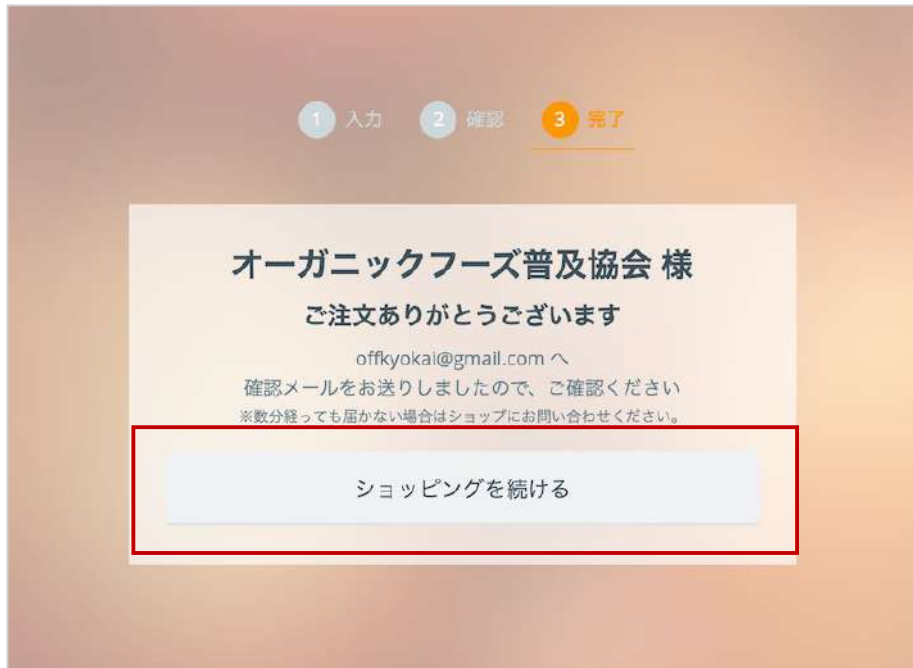 1 入力 2 確認 3 完了
オーガニックフーズ普及協会 様
ご注文ありがとうございます
offkyokai@gmail.com へ
確認メールをお送りしましたので、ご確認ください
※数分経っても届かない場合はショップにお問い合わせください。
ショッピングを続ける